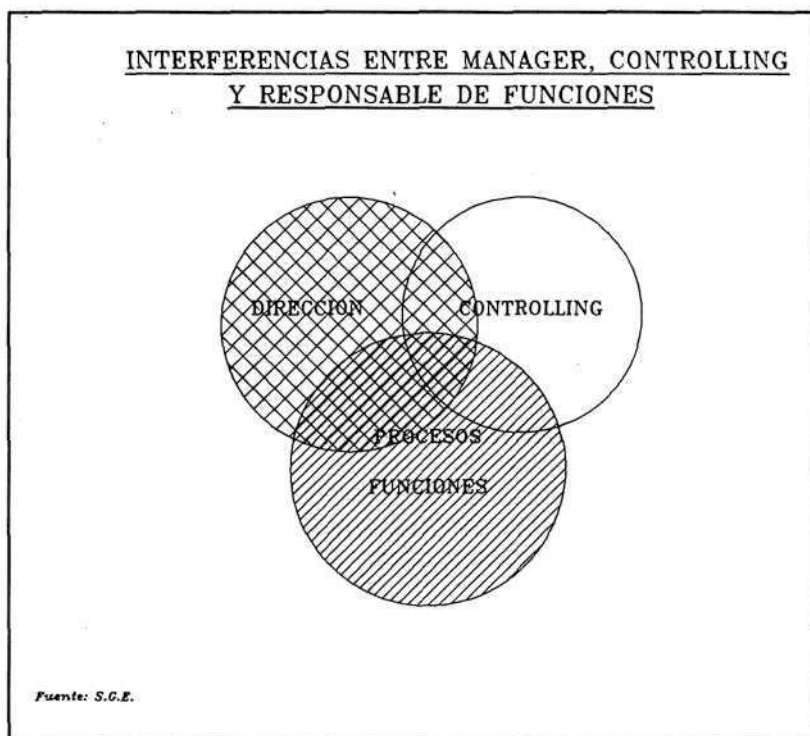 INTERFERENCIAS ENTRE MANAGER, CONTROLLING
Y RESPONSABLE DE FUNCIONES
DIRECCION
CONTROLLING
PROCESOS
FUNCIONES
Fuente: S.G.E.